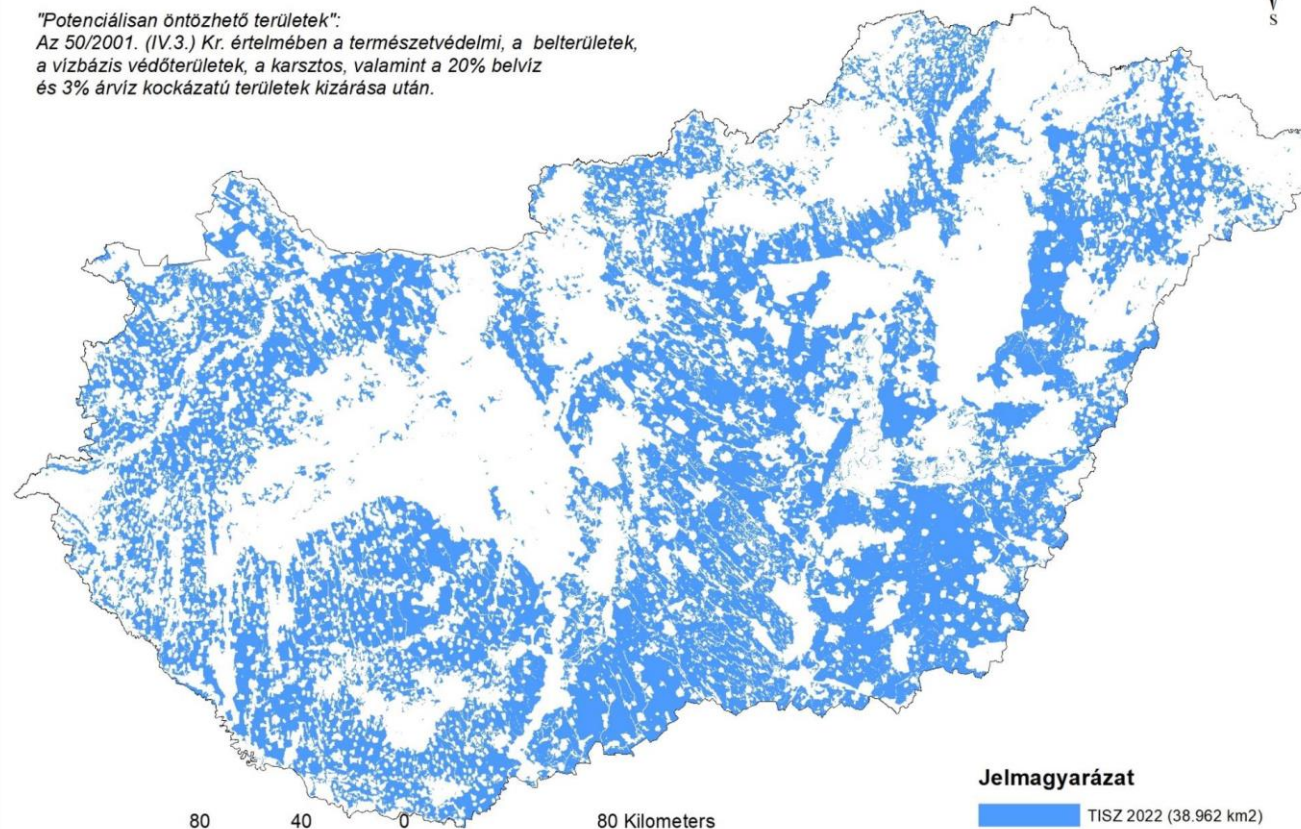 "Potenciálisan öntözhető területek":
Az 50/2001. (IV.3.) Kr. értelmében a természetvédelmi, a belterületek,
a vízbázis védőterületek, a karsztos, valamint a 20% belvíz
és 3% árvíz kockázatú területek kizárása után.
S
Jelmagyarázat
TISZ 2022 (38.962 km2)
80 40 0 80 Kilometers